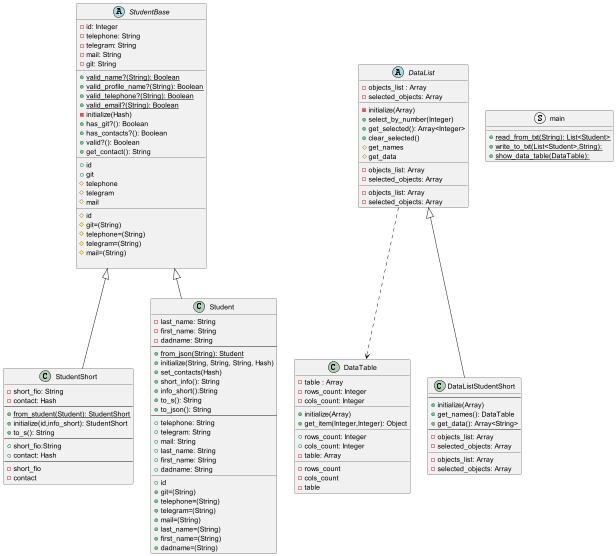 A StudentBase
id: Integer
telephone: String
telegram: String
mail: String
git: String
valid_name?(String): Boolean
valid_profile_name?(String): Boolean
valid_telephone?(String): Boolean
valid_email?(String): Boolean
initialize(Hash)
has_git?(): Boolean
has_contacts?(): Boolean
valid?(): Boolean
get_contact(): String
id
git
telephone
telegram
mail
id
git=(String)
telephone=(String)
telegram=(String)
mail=(String)
A DataList
objects_list : Array
selected_objects: Array
initialize(Array)
select_by_number(Integer)
get_selected(): Array<Integer>
clear_selected()
get_names
get_data
objects_list: Array
selected_objects: Array
objects_list: Array
selected_objects: Array
S main
read_from_txt(String): List<Student>
write_to_txt(List<Student>,String):
show_data_table(DataTable):
C Student
last_name: String
first_name: String
dadname: String
from_json(String): Student
initialize(String, String, String, Hash)
set_contacts(Hash)
short_info(): String
info_short():String
to_s(): String
to_json(): String
telephone: String
telegram: String
mail: String
last_name: String
first_name: String
dadname: String
id
git=(String)
telephone=(String)
telegram=(String)
mail=(String)
last_name=(String)
first_name=(String)
dadname=(String)
C StudentShort
short_fio: String
contact: Hash
from_student(Student): StudentShort
initialize(id,info_short): StudentShort
to_s(): String
short_fio:String
contact: Hash
short_fio
contact
C DataTable
table : Array
rows_count: Integer
cols_count: Integer
initialize(Array)
get_item(Integer,Integer): Object
rows_count: Integer
cols_count: Integer
table: Array
rows_count
cols_count
table
C DataListStudentShort
initialize(Array)
get_names(): DataTable
get_data(): Array<String>
objects_list: Array
selected_objects: Array
objects_list: Array
selected_objects: Array